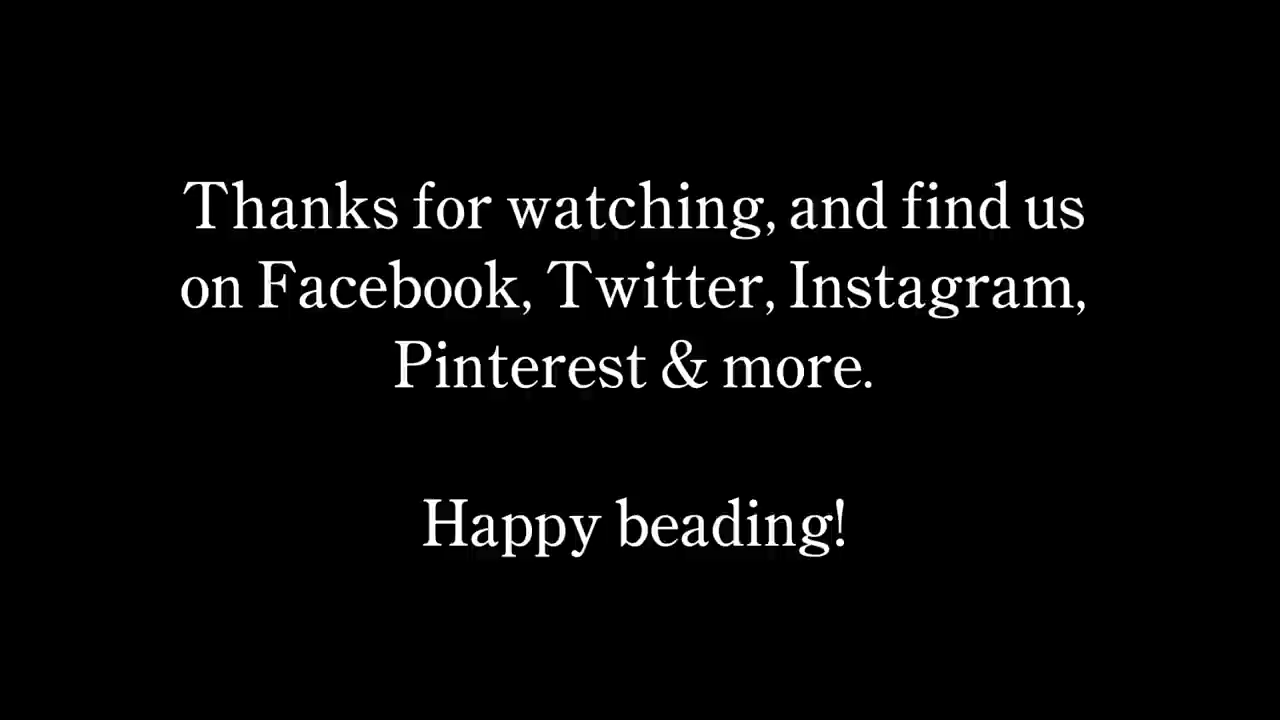 Thanks for watching, and find us
on Facebook, Twitter, Instagram,
Pinterest & more.
Happy beading!